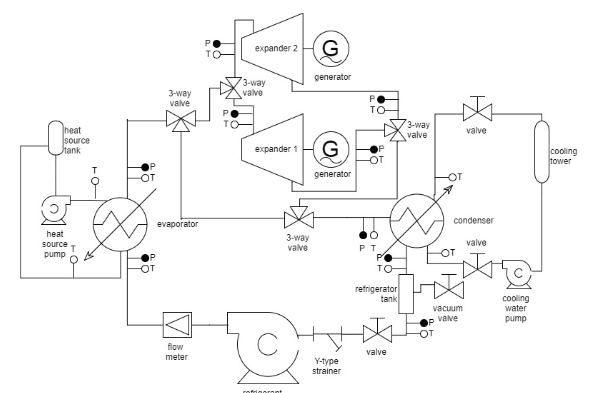 P
T
expander 2
G
generator
3-way
valve
3-way
valve
P
T
P
T
3-way
valve
valve
heat
source
tank
expander 1
G
generator
P
T
cooling
tower
T
P
T
T
heat
source
pump
evaporator
condenser
3-way
valve
P
T
T
T
P
T
P
T
valve
refrigerator
tank
vacuum
valve
cooling
water
pump
flow
meter
Y-type
strainer
valve
P
T
refrigerant